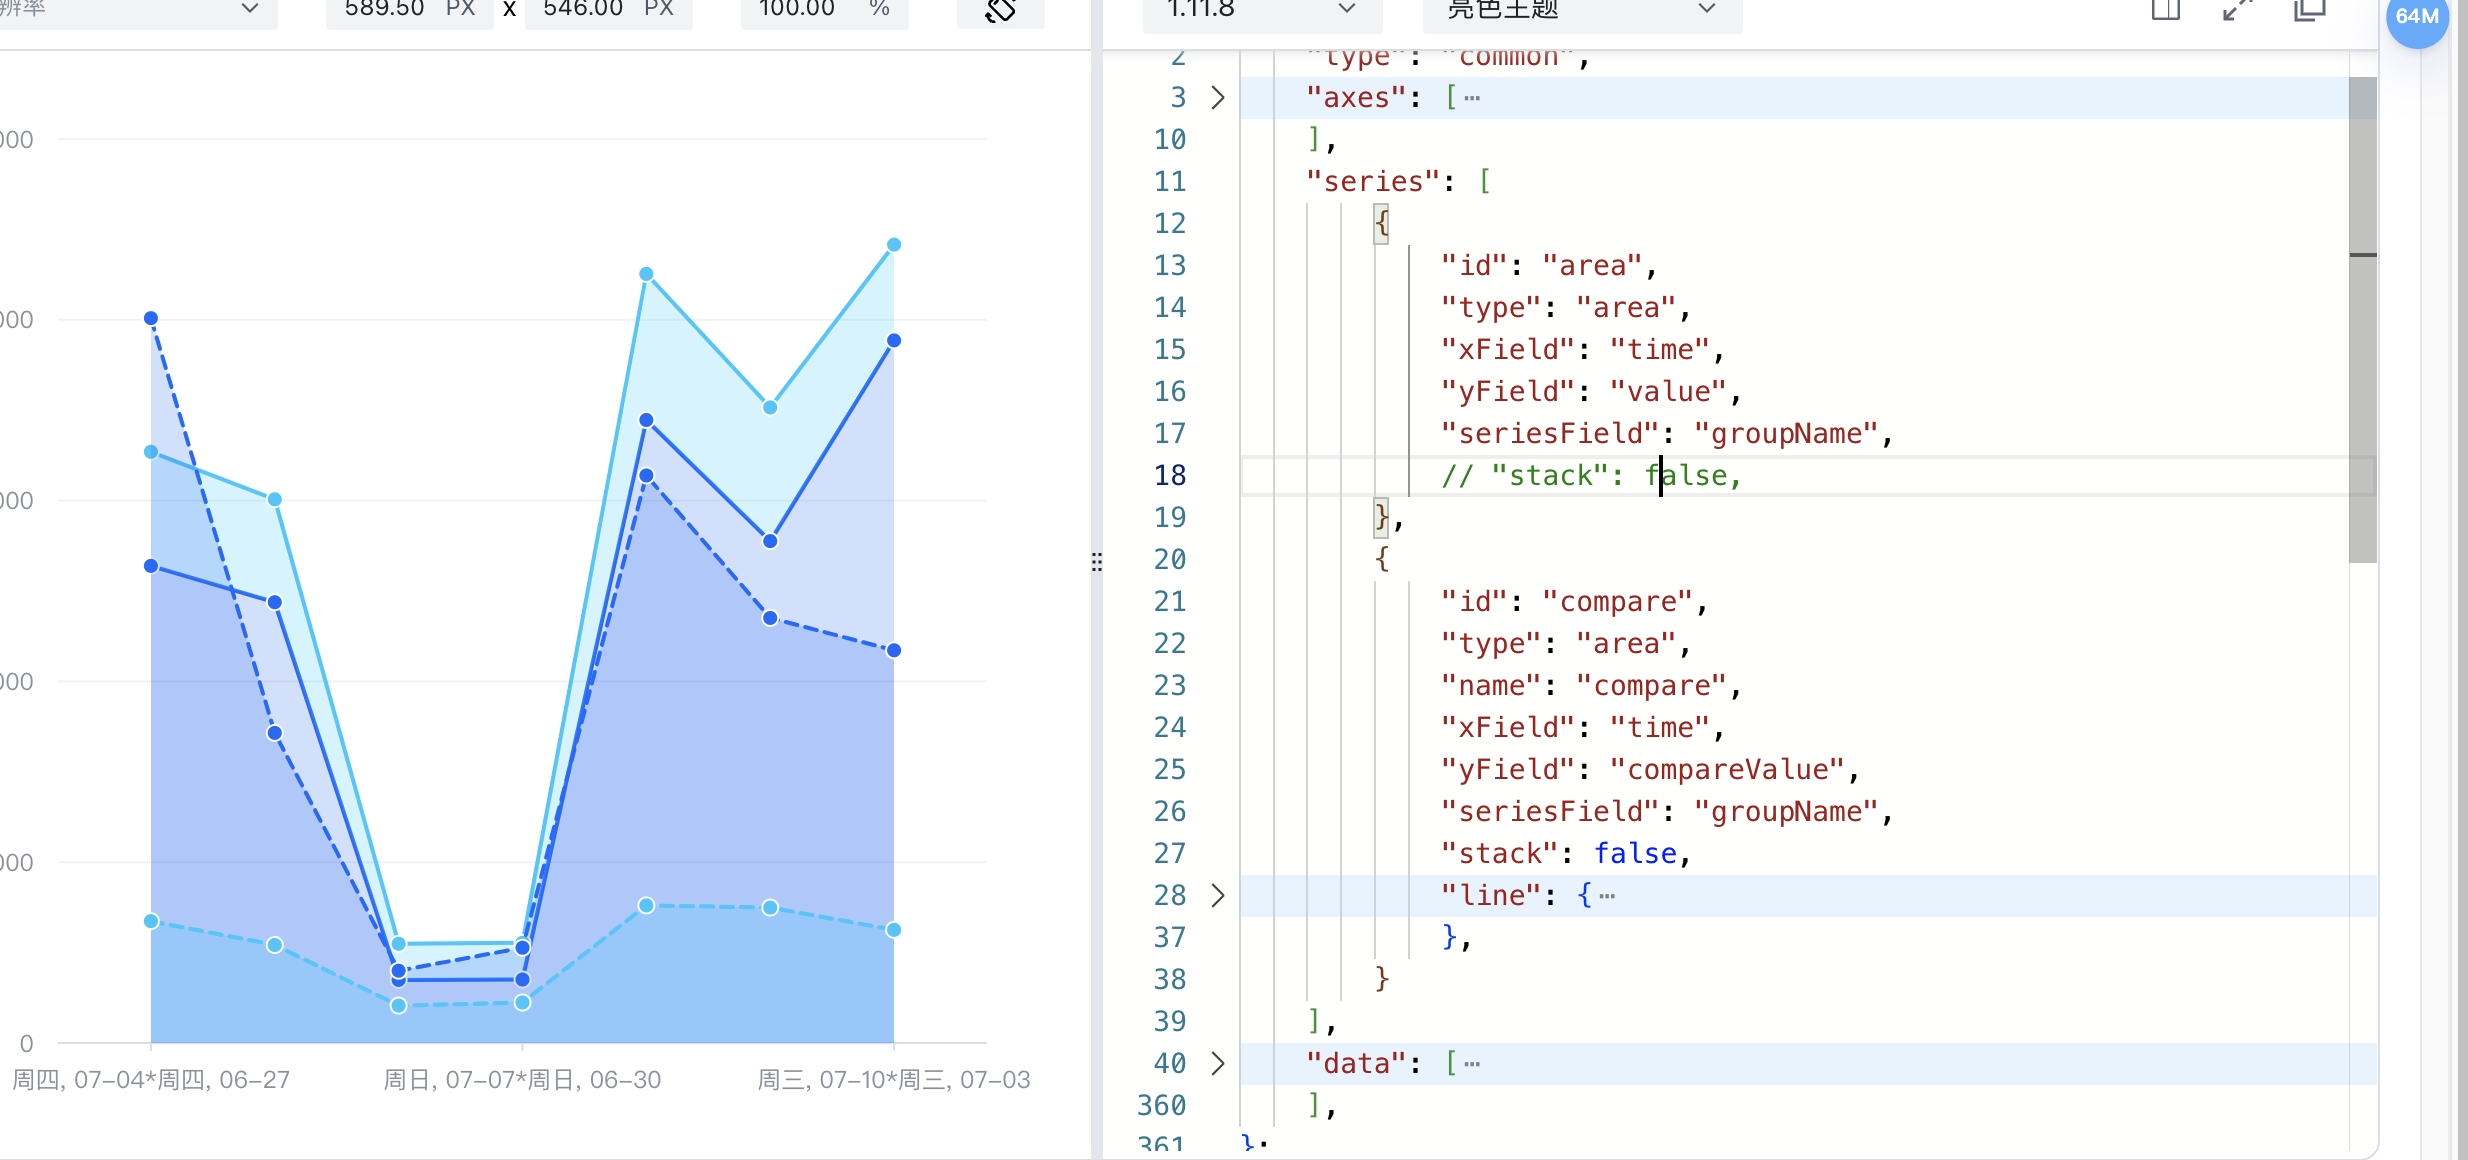 辨率 589.50 PX x 546.00 PX 100.00 %
1.11.8 亮色主题 64M
000
000
000
000
000
0
周四, 07-04*周四, 06-27 周日, 07-07*周日, 06-30 周三, 07-10*周三, 07-03
2 "type": "common",
3 "axes": [ ⋯
10 ],
11 "series": [
12 {
13 "id": "area",
14 "type": "area",
15 "xField": "time",
16 "yField": "value",
17 "seriesField": "groupName",
18 // "stack": false,
19 },
20 {
21 "id": "compare",
22 "type": "area",
23 "name": "compare",
24 "xField": "time",
25 "yField": "compareValue",
26 "seriesField": "groupName",
27 "stack": false,
28 "line": { ⋯
37 },
38 }
39 ],
40 "data": [ ⋯
360 ],
361 };